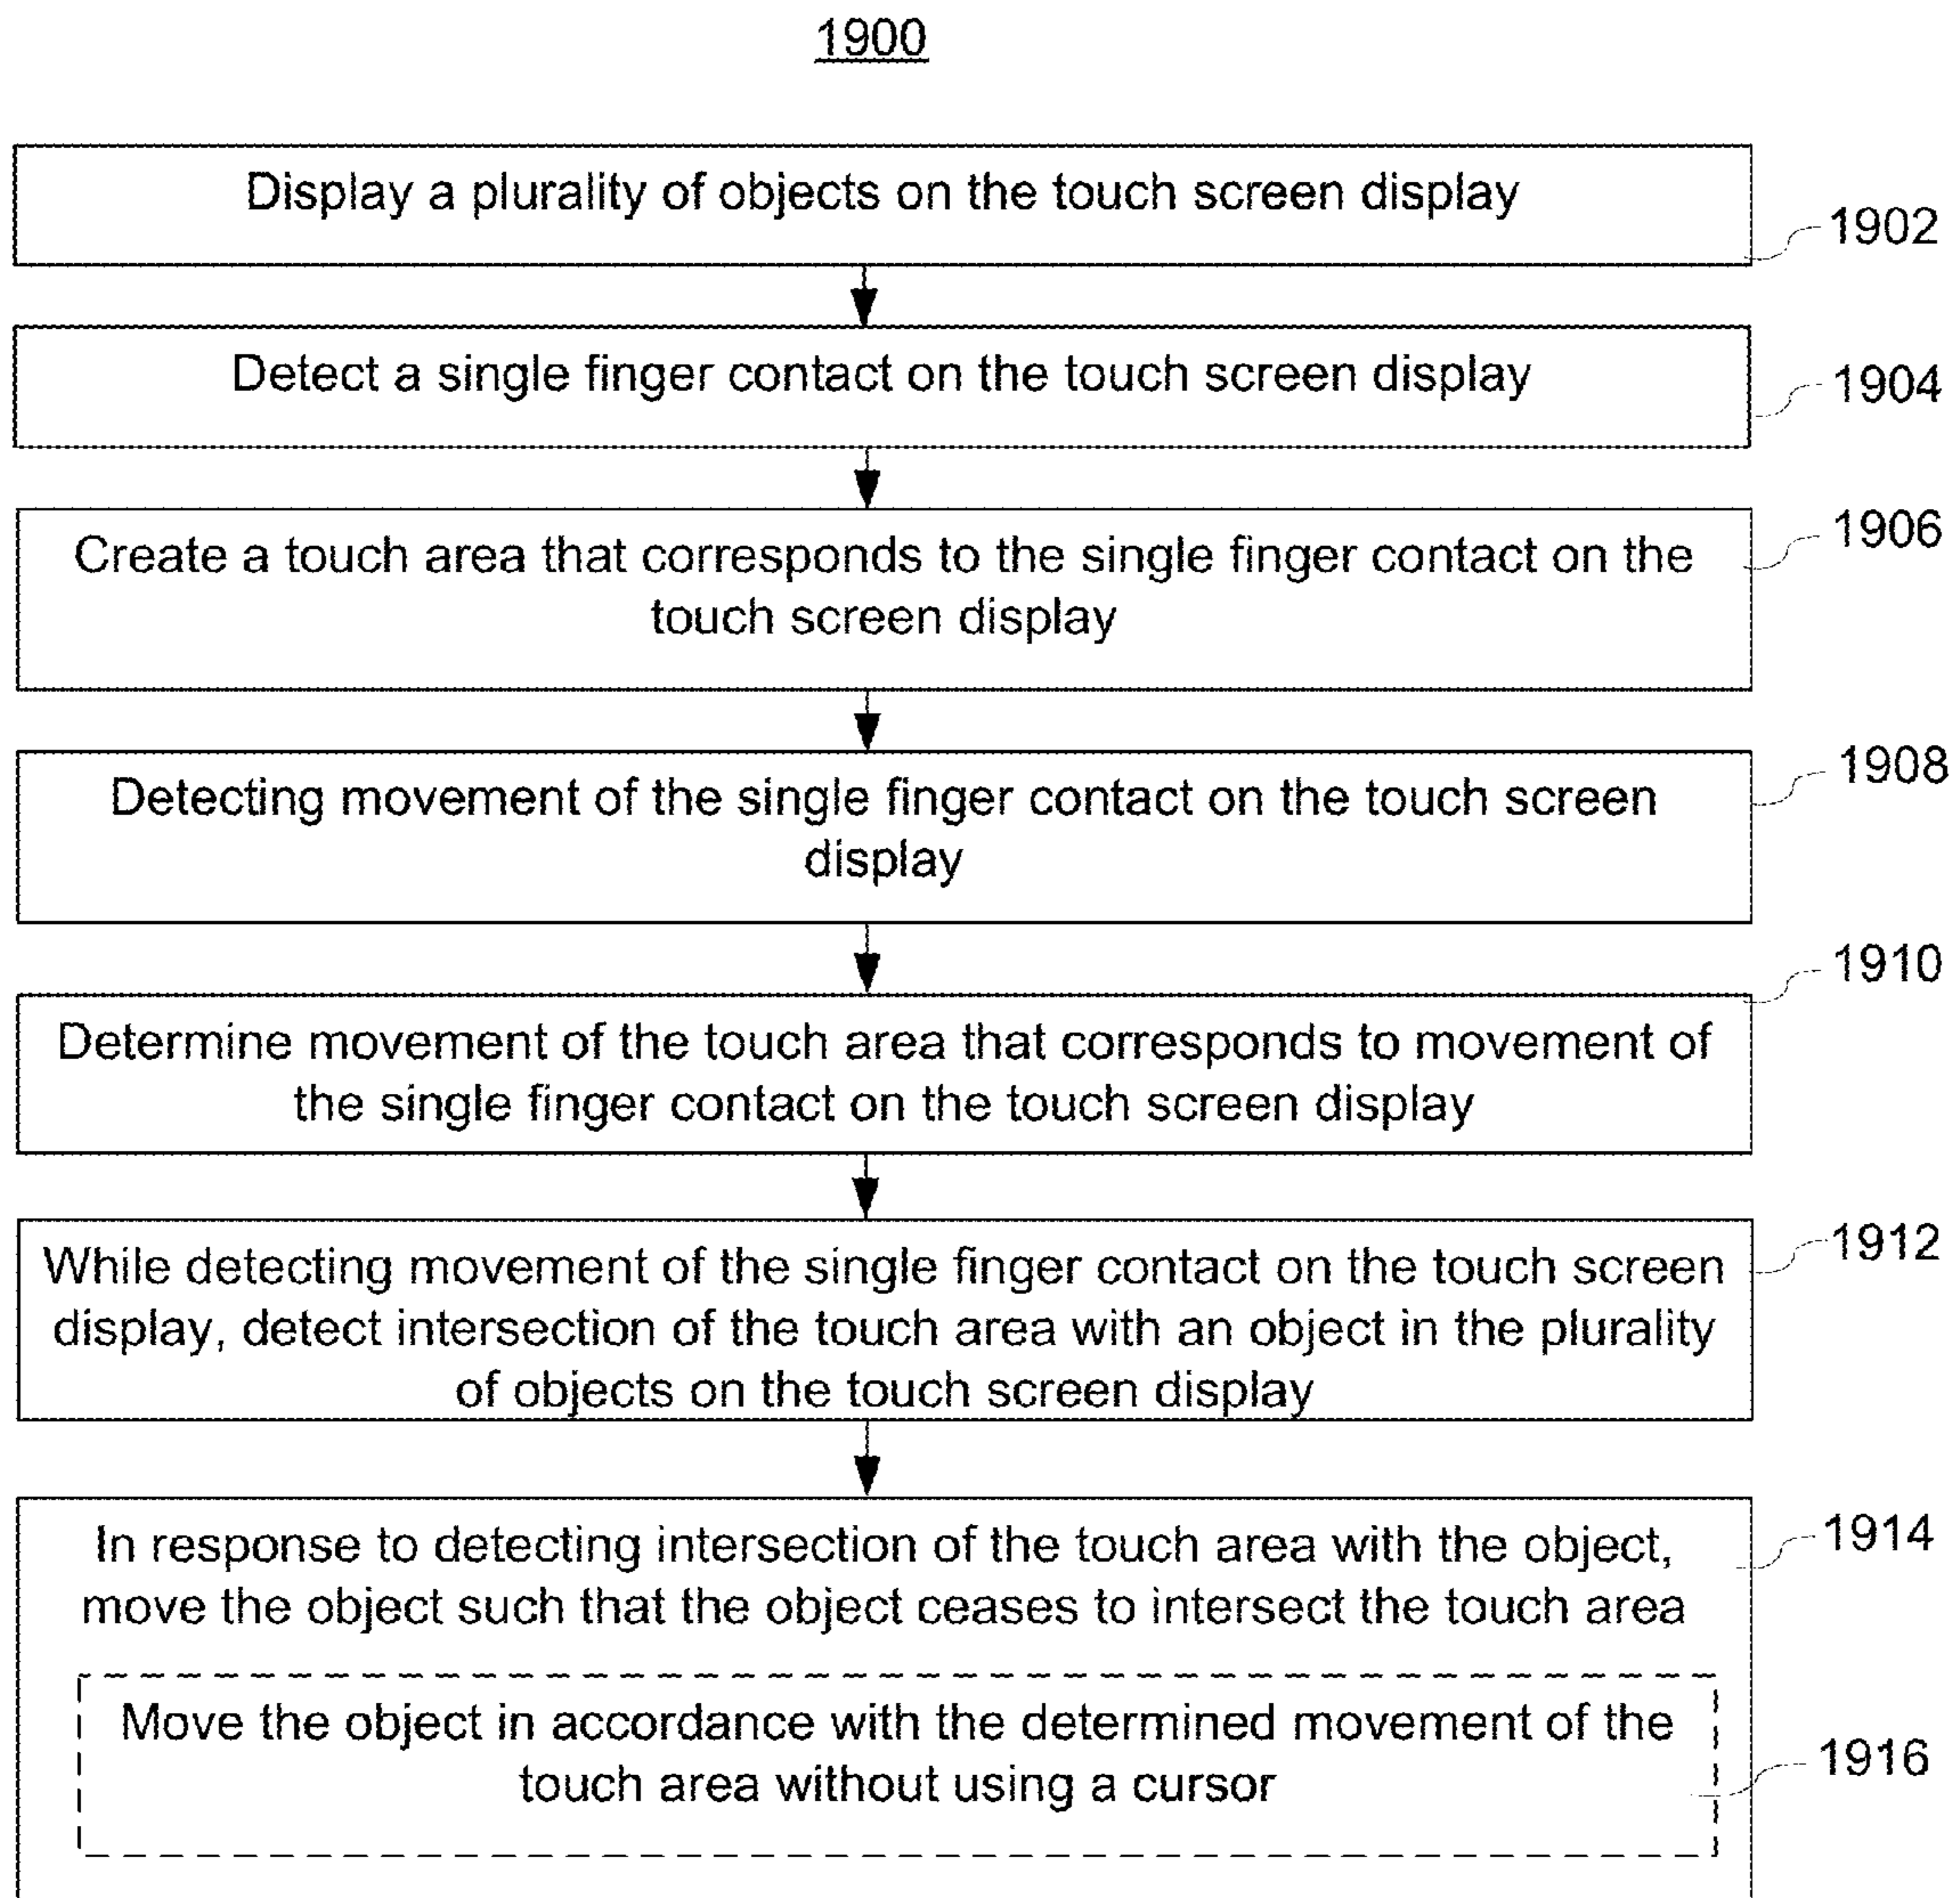 1900
Display a plurality of objects on the touch screen display
1902
Detect a single finger contact on the touch screen display
1904
Create a touch area that corresponds to the single finger contact on the
touch screen display
1906
Detecting movement of the single finger contact on the touch screen
display
1908
Determine movement of the touch area that corresponds to movement of
the single finger contact on the touch screen display
1910
While detecting movement of the single finger contact on the touch screen
display, detect intersection of the touch area with an object in the plurality
of objects on the touch screen display
1912
In response to detecting intersection of the touch area with the object,
move the object such that the object ceases to intersect the touch area
1914
Move the object in accordance with the determined movement of the
touch area without using a cursor
1916